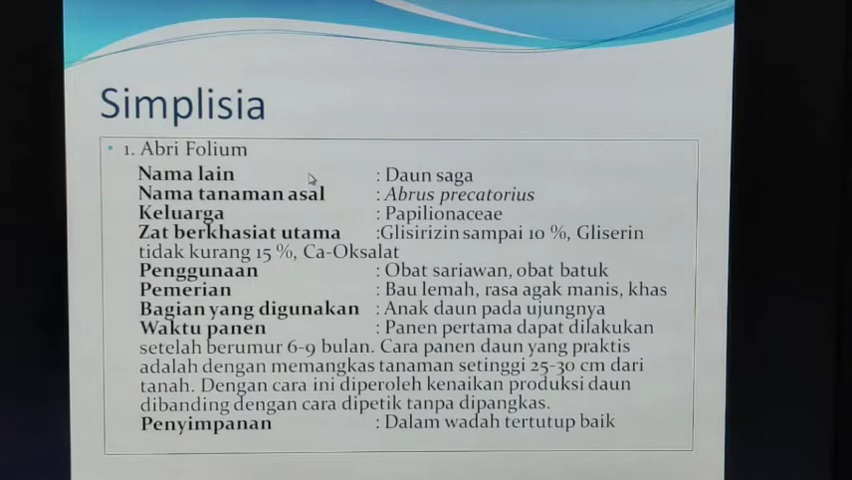 Simplisia
• 1. Abri Folium
Nama lain : Daun saga
Nama tanaman asal : Abrus precatorius
Keluarga : Papilionaceae
Zat berkhasiat utama :Glisirizin sampai 10 %, Gliserin
tidak kurang 15 %, Ca-Oksalat
Penggunaan : Obat sariawan, obat batuk
Pemerian : Bau lemah, rasa agak manis, khas
Bagian yang digunakan : Anak daun pada ujungnya
Waktu panen : Panen pertama dapat dilakukan
setelah berumur 6-9 bulan. Cara panen daun yang praktis
adalah dengan memangkas tanaman setinggi 25-30 cm dari
tanah. Dengan cara ini diperoleh kenaikan produksi daun
dibanding dengan cara dipetik tanpa dipangkas.
Penyimpanan : Dalam wadah tertutup baik